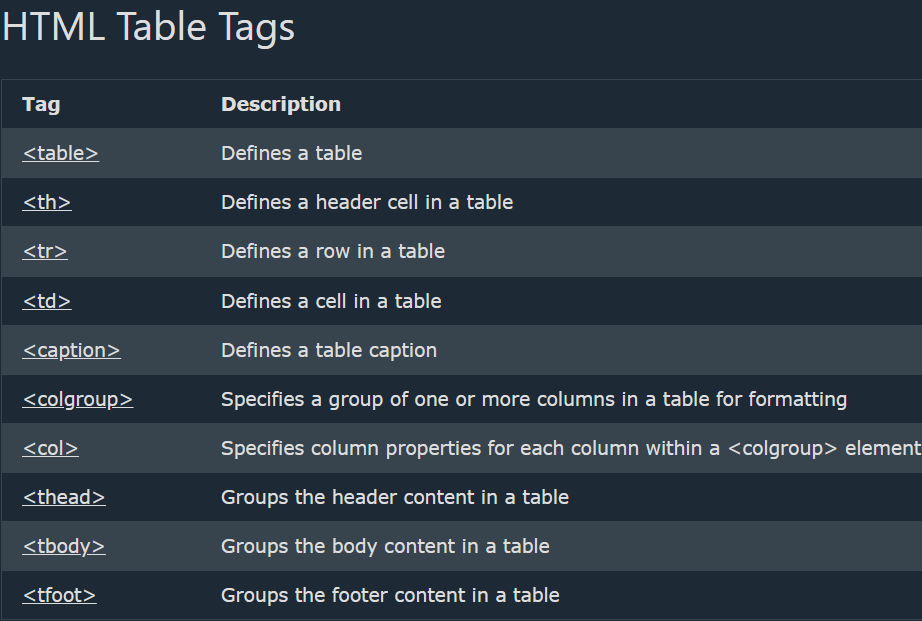 HTML Table Tags
Tag Description
<table> Defines a table
<th> Defines a header cell in a table
<tr> Defines a row in a table
<td> Defines a cell in a table
<caption> Defines a table caption
<colgroup> Specifies a group of one or more columns in a table for formatting
<col> Specifies column properties for each column within a <colgroup> element
<thead> Groups the header content in a table
<tbody> Groups the body content in a table
<tfoot> Groups the footer content in a table